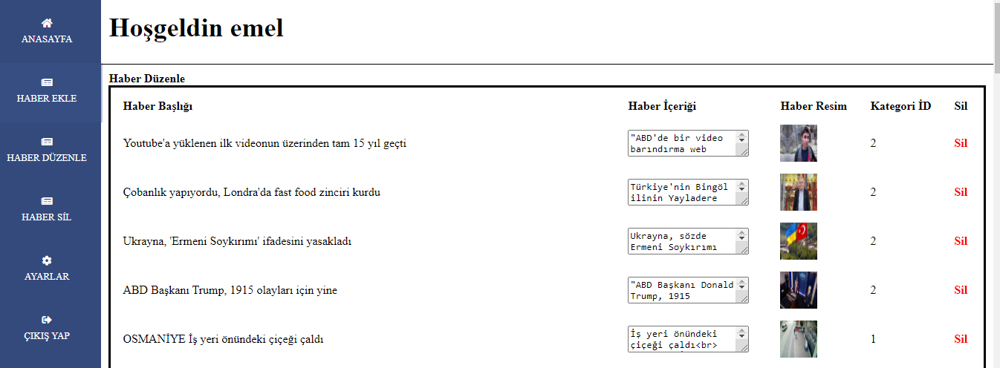 Hoşgeldin emel
ANASAYFA
HABER EKLE
HABER DÜZENLE
HABER SİL
AYARLAR
ÇIKIŞ YAP
Haber Düzenle
Haber Başlığı Haber İçeriği Haber Resim Kategori İD Sil
Youtube'a yüklenen ilk videonun üzerinden tam 15 yıl geçti "ABD'de bir video 2 Sil
barındırma web
Çobanlık yapıyordu, Londra'da fast food zinciri kurdu Türkiye'nin Bingöl 2 Sil
ilinin Yayladere
Ukrayna, 'Ermeni Soykırımı' ifadesini yasakladı Ukrayna, sözde 2 Sil
Ermeni Soykırımı
ABD Başkanı Trump, 1915 olayları için yine "ABD Başkanı Donald 2 Sil
Trump, 1915
OSMANİYE İş yeri önündeki çiçeği çaldı İş yeri önündeki 1 Sil
çiçeği çaldı<br>